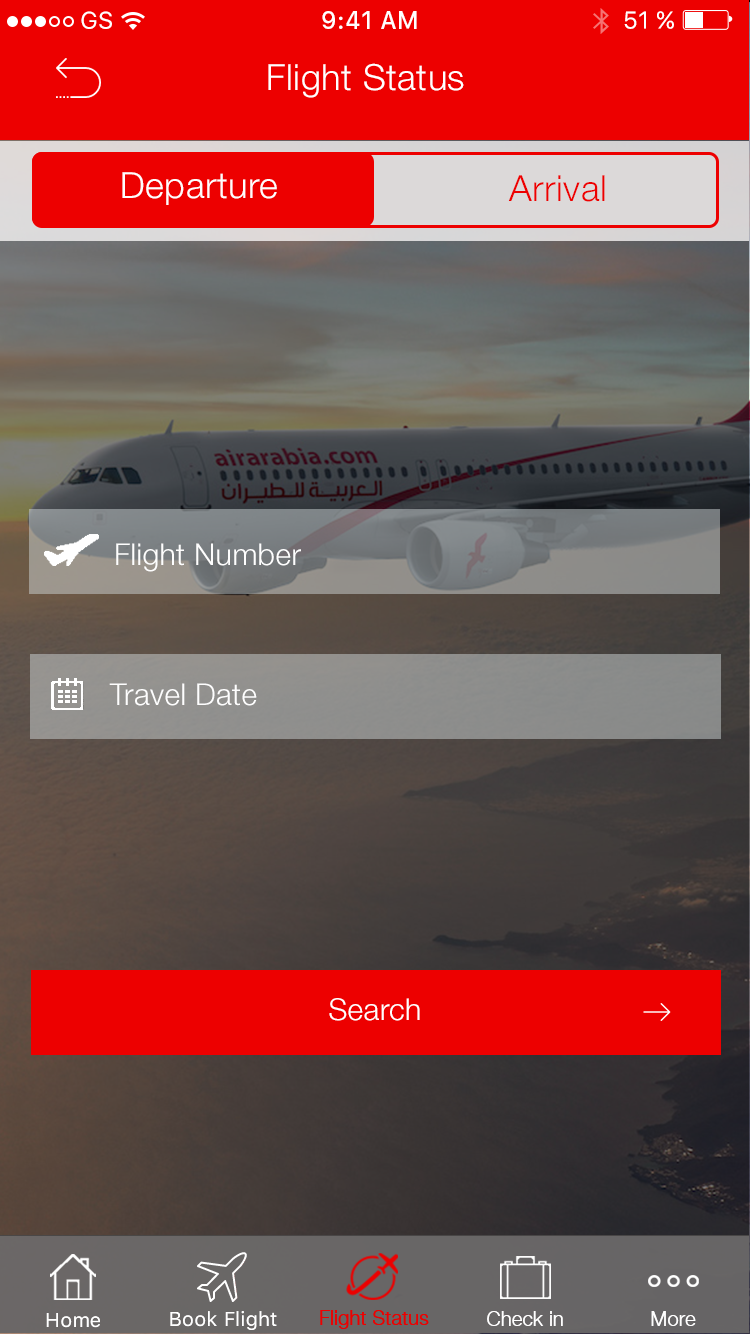 GS 9:41 AM 51 %
Flight Status
Departure Arrival
airarabia.com
العربية للطيران
Flight Number
Travel Date
Search
Home Book Flight Flight Status Check in More